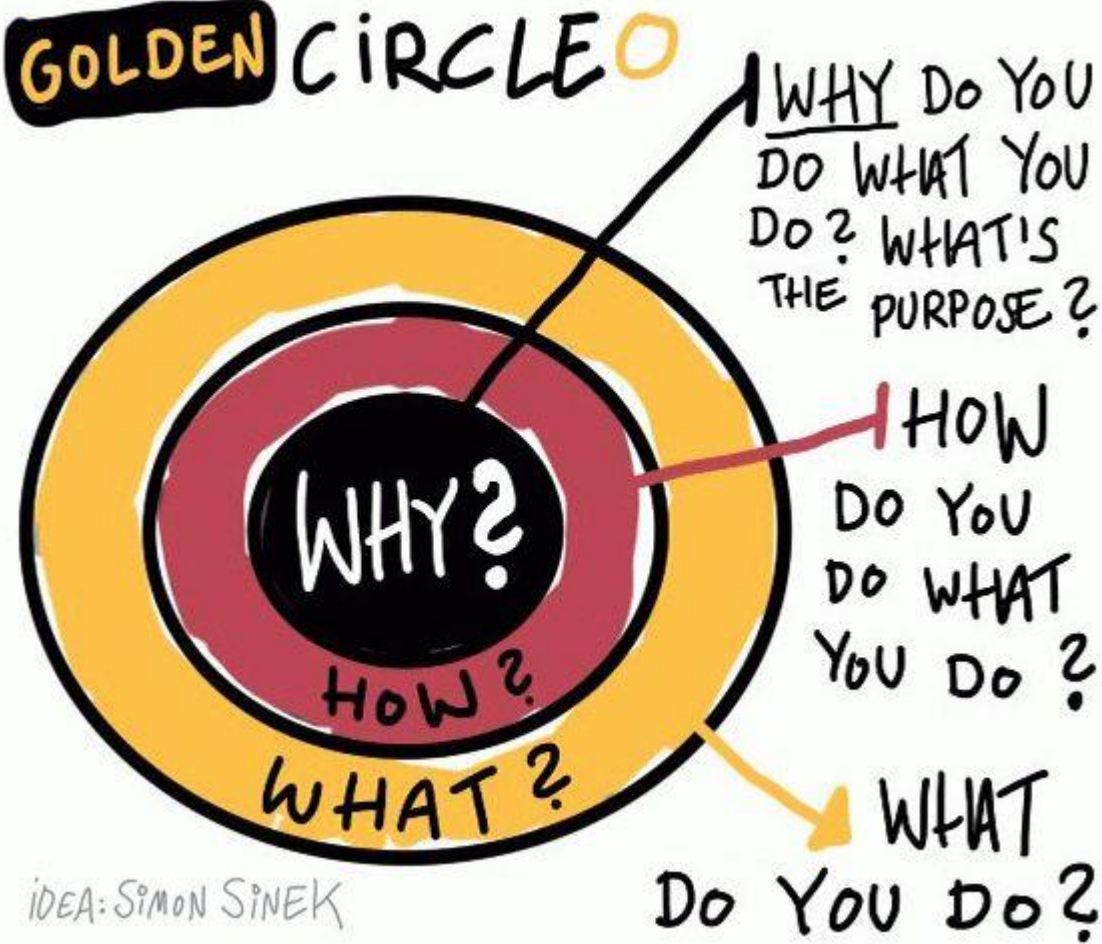 GOLDEN CiRCLE
WHY DO YOU
DO WHAT YOU
DO? WHAT'S
THE PURPOSE?
WHY?
HOW?
WHAT?
HOW
DO YOU
DO WHAT
YOU DO?
WHAT
DO YOU DO?
iDEA: SiMON SiNEK